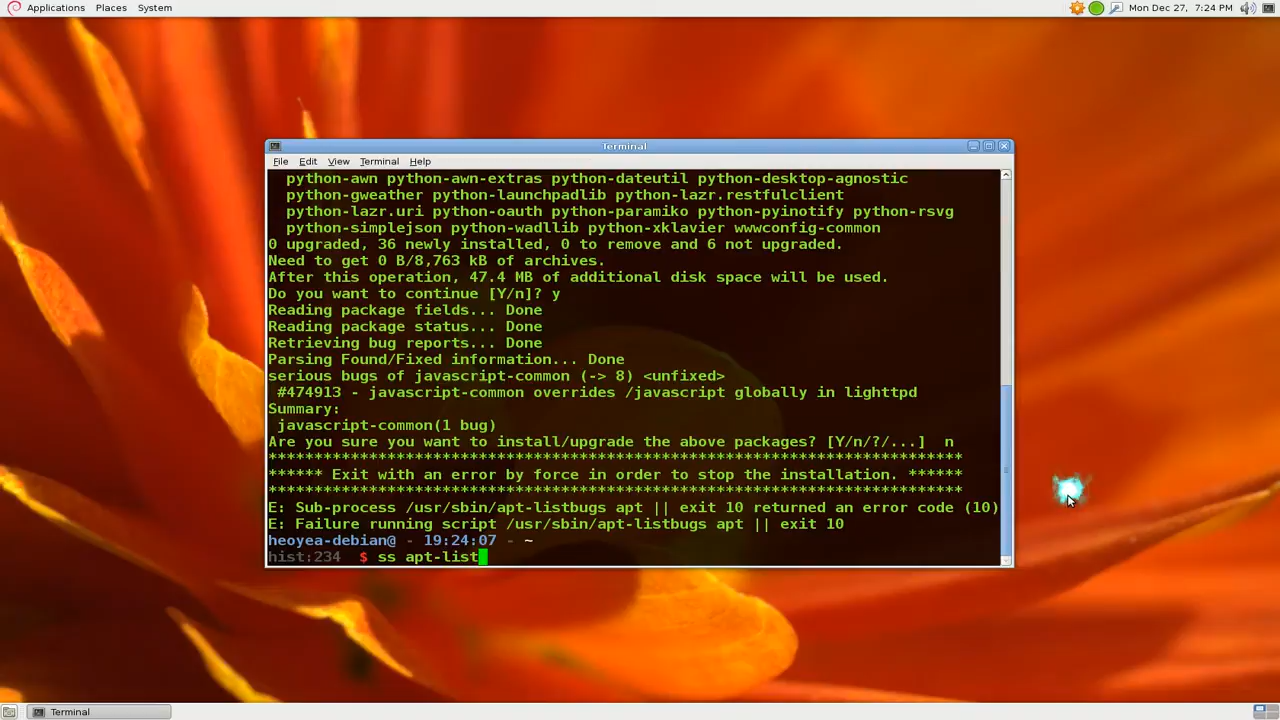 Applications Places System Mon Dec 27, 7:24 PM
Terminal
File Edit View Terminal Help
python-awn python-awn-extras python-dateutil python-desktop-agnostic
python-gweather python-launchpadlib python-lazr.restfulclient
python-lazr.uri python-oauth python-paramiko python-pyinotify python-rsvg
python-simplejson python-wadllib python-xklavier wwwconfig-common
0 upgraded, 36 newly installed, 0 to remove and 6 not upgraded.
Need to get 0 B/8,763 kB of archives.
After this operation, 47.4 MB of additional disk space will be used.
Do you want to continue [Y/n]? y
Reading package fields... Done
Reading package status... Done
Retrieving bug reports... Done
Parsing Found/Fixed information... Done
serious bugs of javascript-common (-> 8) <unfixed>
#474913 - javascript-common overrides /javascript globally in lighttpd
Summary:
javascript-common(1 bug)
Are you sure you want to install/upgrade the above packages? [Y/n/?/...] n
****************************************************************************
****** Exit with an error by force in order to stop the installation. ******
****************************************************************************
E: Sub-process /usr/sbin/apt-listbugs apt || exit 10 returned an error code (10)
E: Failure running script /usr/sbin/apt-listbugs apt || exit 10
heoyea-debian@ - 19:24:07 - ~
hist:234 $ ss apt-list
Terminal